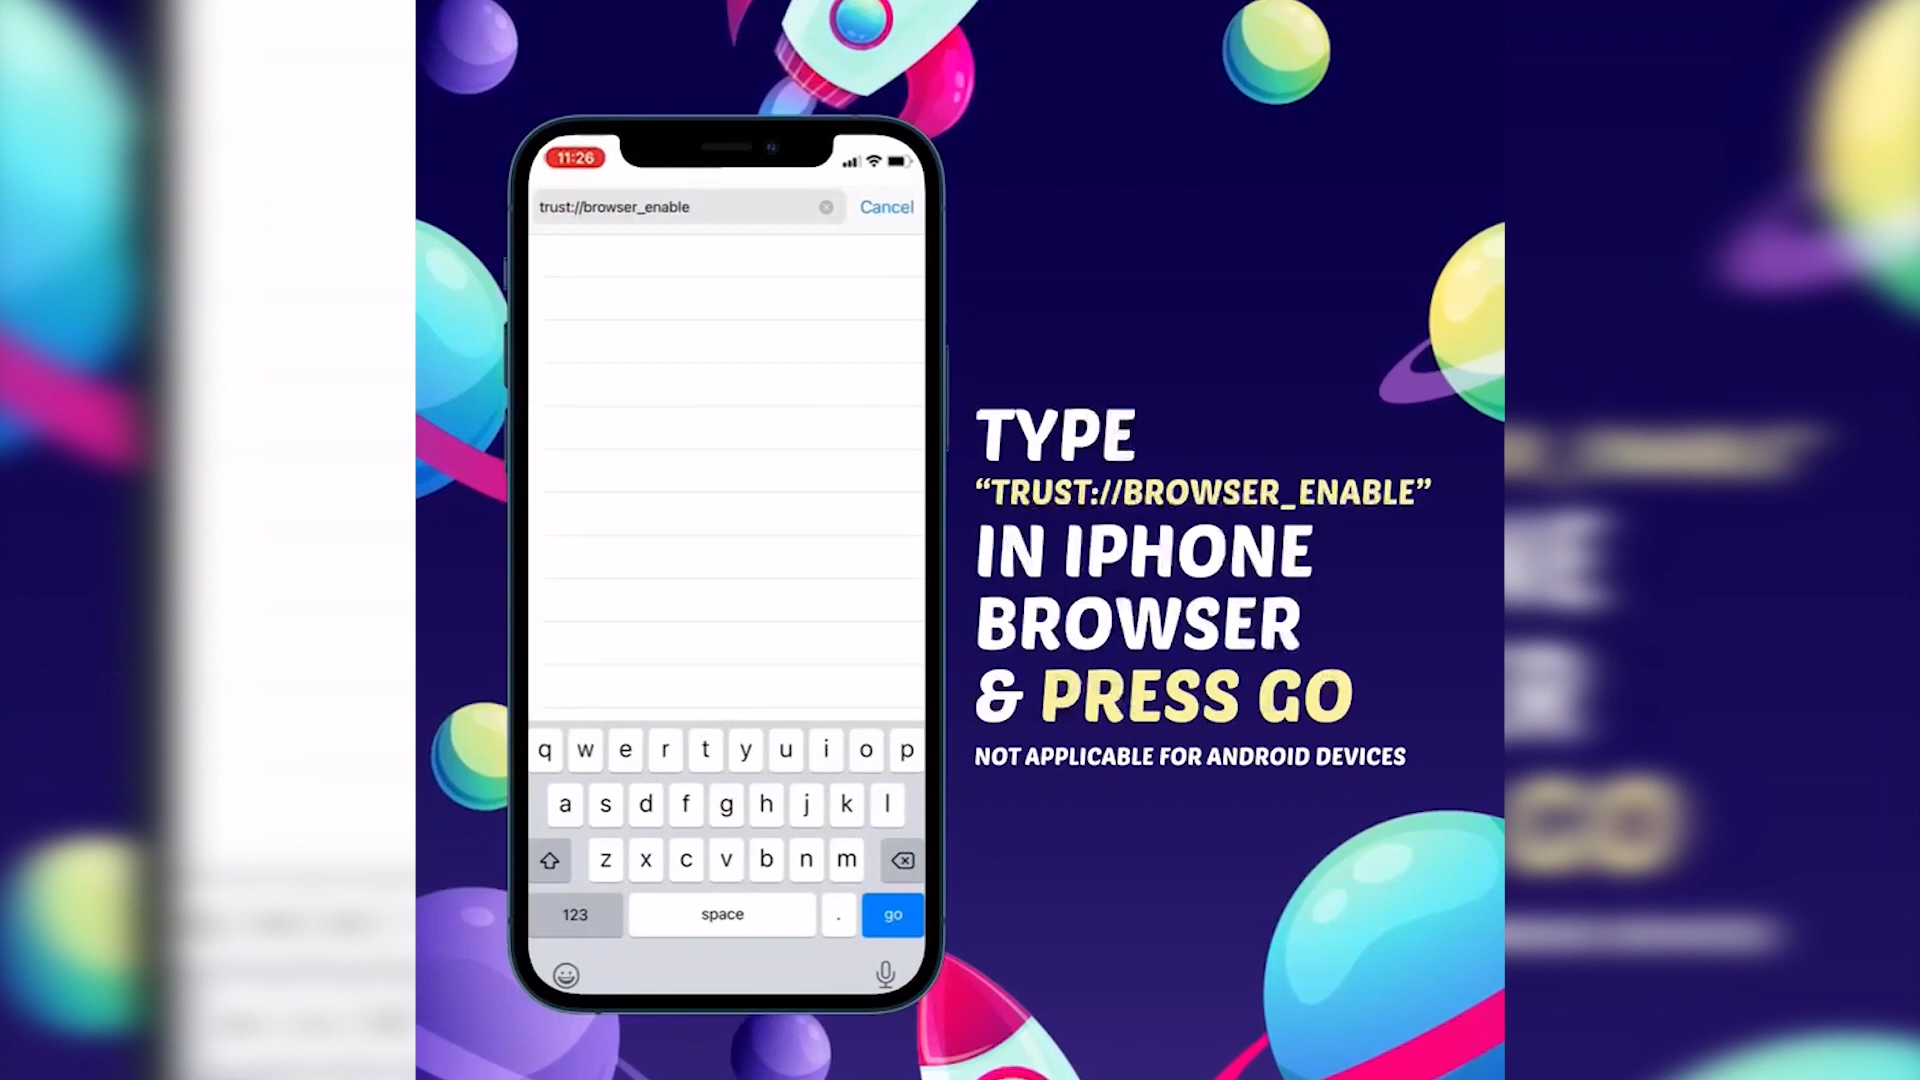 11:26
trust://browser_enable
Cancel
q w e r t y u i o p
a s d f g h j k l
z x c v b n m
123 space . go
TYPE
“TRUST://BROWSER_ENABLE”
IN IPHONE
BROWSER
& PRESS GO
NOT APPLICABLE FOR ANDROID DEVICES